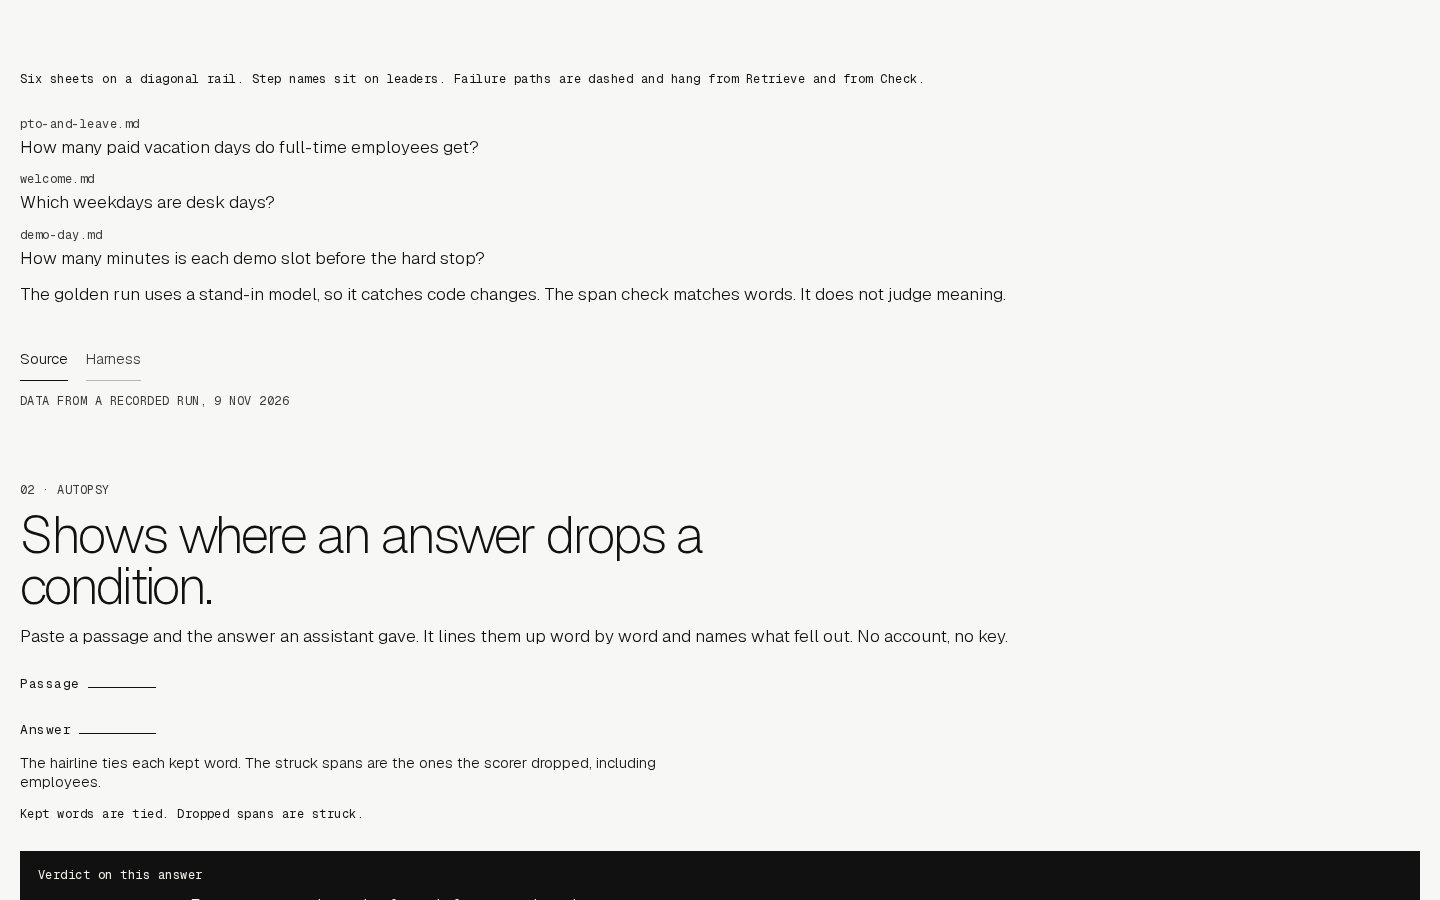 Six sheets on a diagonal rail. Step names sit on leaders. Failure paths are dashed and hang from Retrieve and from Check.
pto-and-leave.md
How many paid vacation days do full-time employees get?
welcome.md
Which weekdays are desk days?
demo-day.md
How many minutes is each demo slot before the hard stop?
The golden run uses a stand-in model, so it catches code changes. The span check matches words. It does not judge meaning.
Source Harness
DATA FROM A RECORDED RUN, 9 NOV 2026
02 · AUTOPSY
Shows where an answer drops a
condition.
Paste a passage and the answer an assistant gave. It lines them up word by word and names what fell out. No account, no key.
Passage
Answer
The hairline ties each kept word. The struck spans are the ones the scorer dropped, including
employees.
Kept words are tied. Dropped spans are struck.
Verdict on this answer